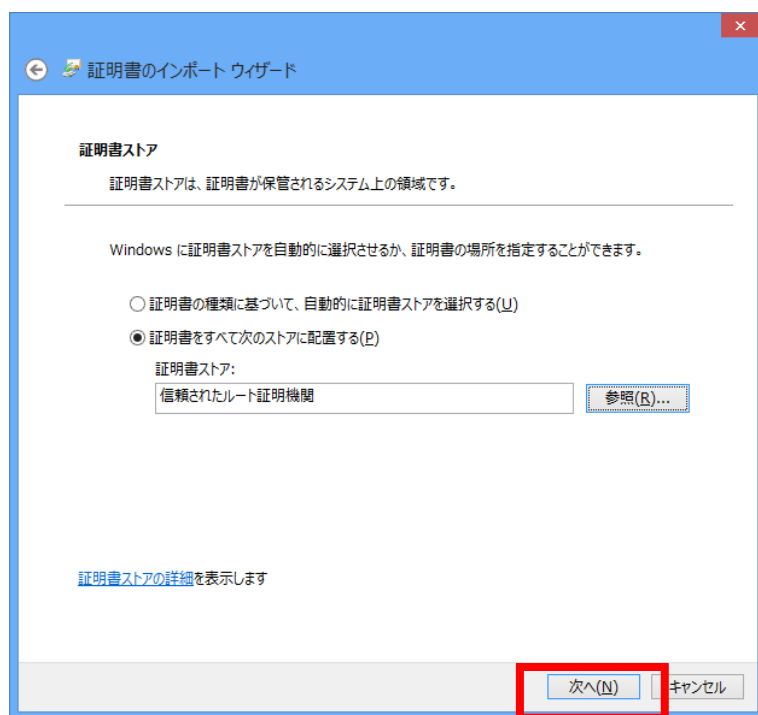 証明書のインポート ウィザード
証明書ストア
証明書ストアは、証明書が保管されるシステム上の領域です。
Windows に証明書ストアを自動的に選択させるか、証明書の場所を指定することができます。
証明書の種類に基づいて、自動的に証明書ストアを選択する(U)
証明書をすべて次のストアに配置する(P)
証明書ストア:
信頼されたルート証明機関
参照(R)...
証明書ストアの詳細を表示します
次へ(N)
キャンセル